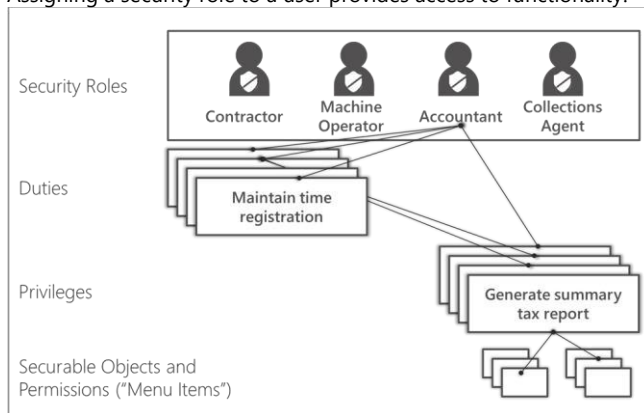 Assigning a security role to a user provides access to functionality.
Security Roles
Contractor
Machine
Operator
Accountant
Collections
Agent
Duties
Maintain time
registration
Privileges
Generate summary
tax report
Securable Objects and
Permissions (“Menu Items”)